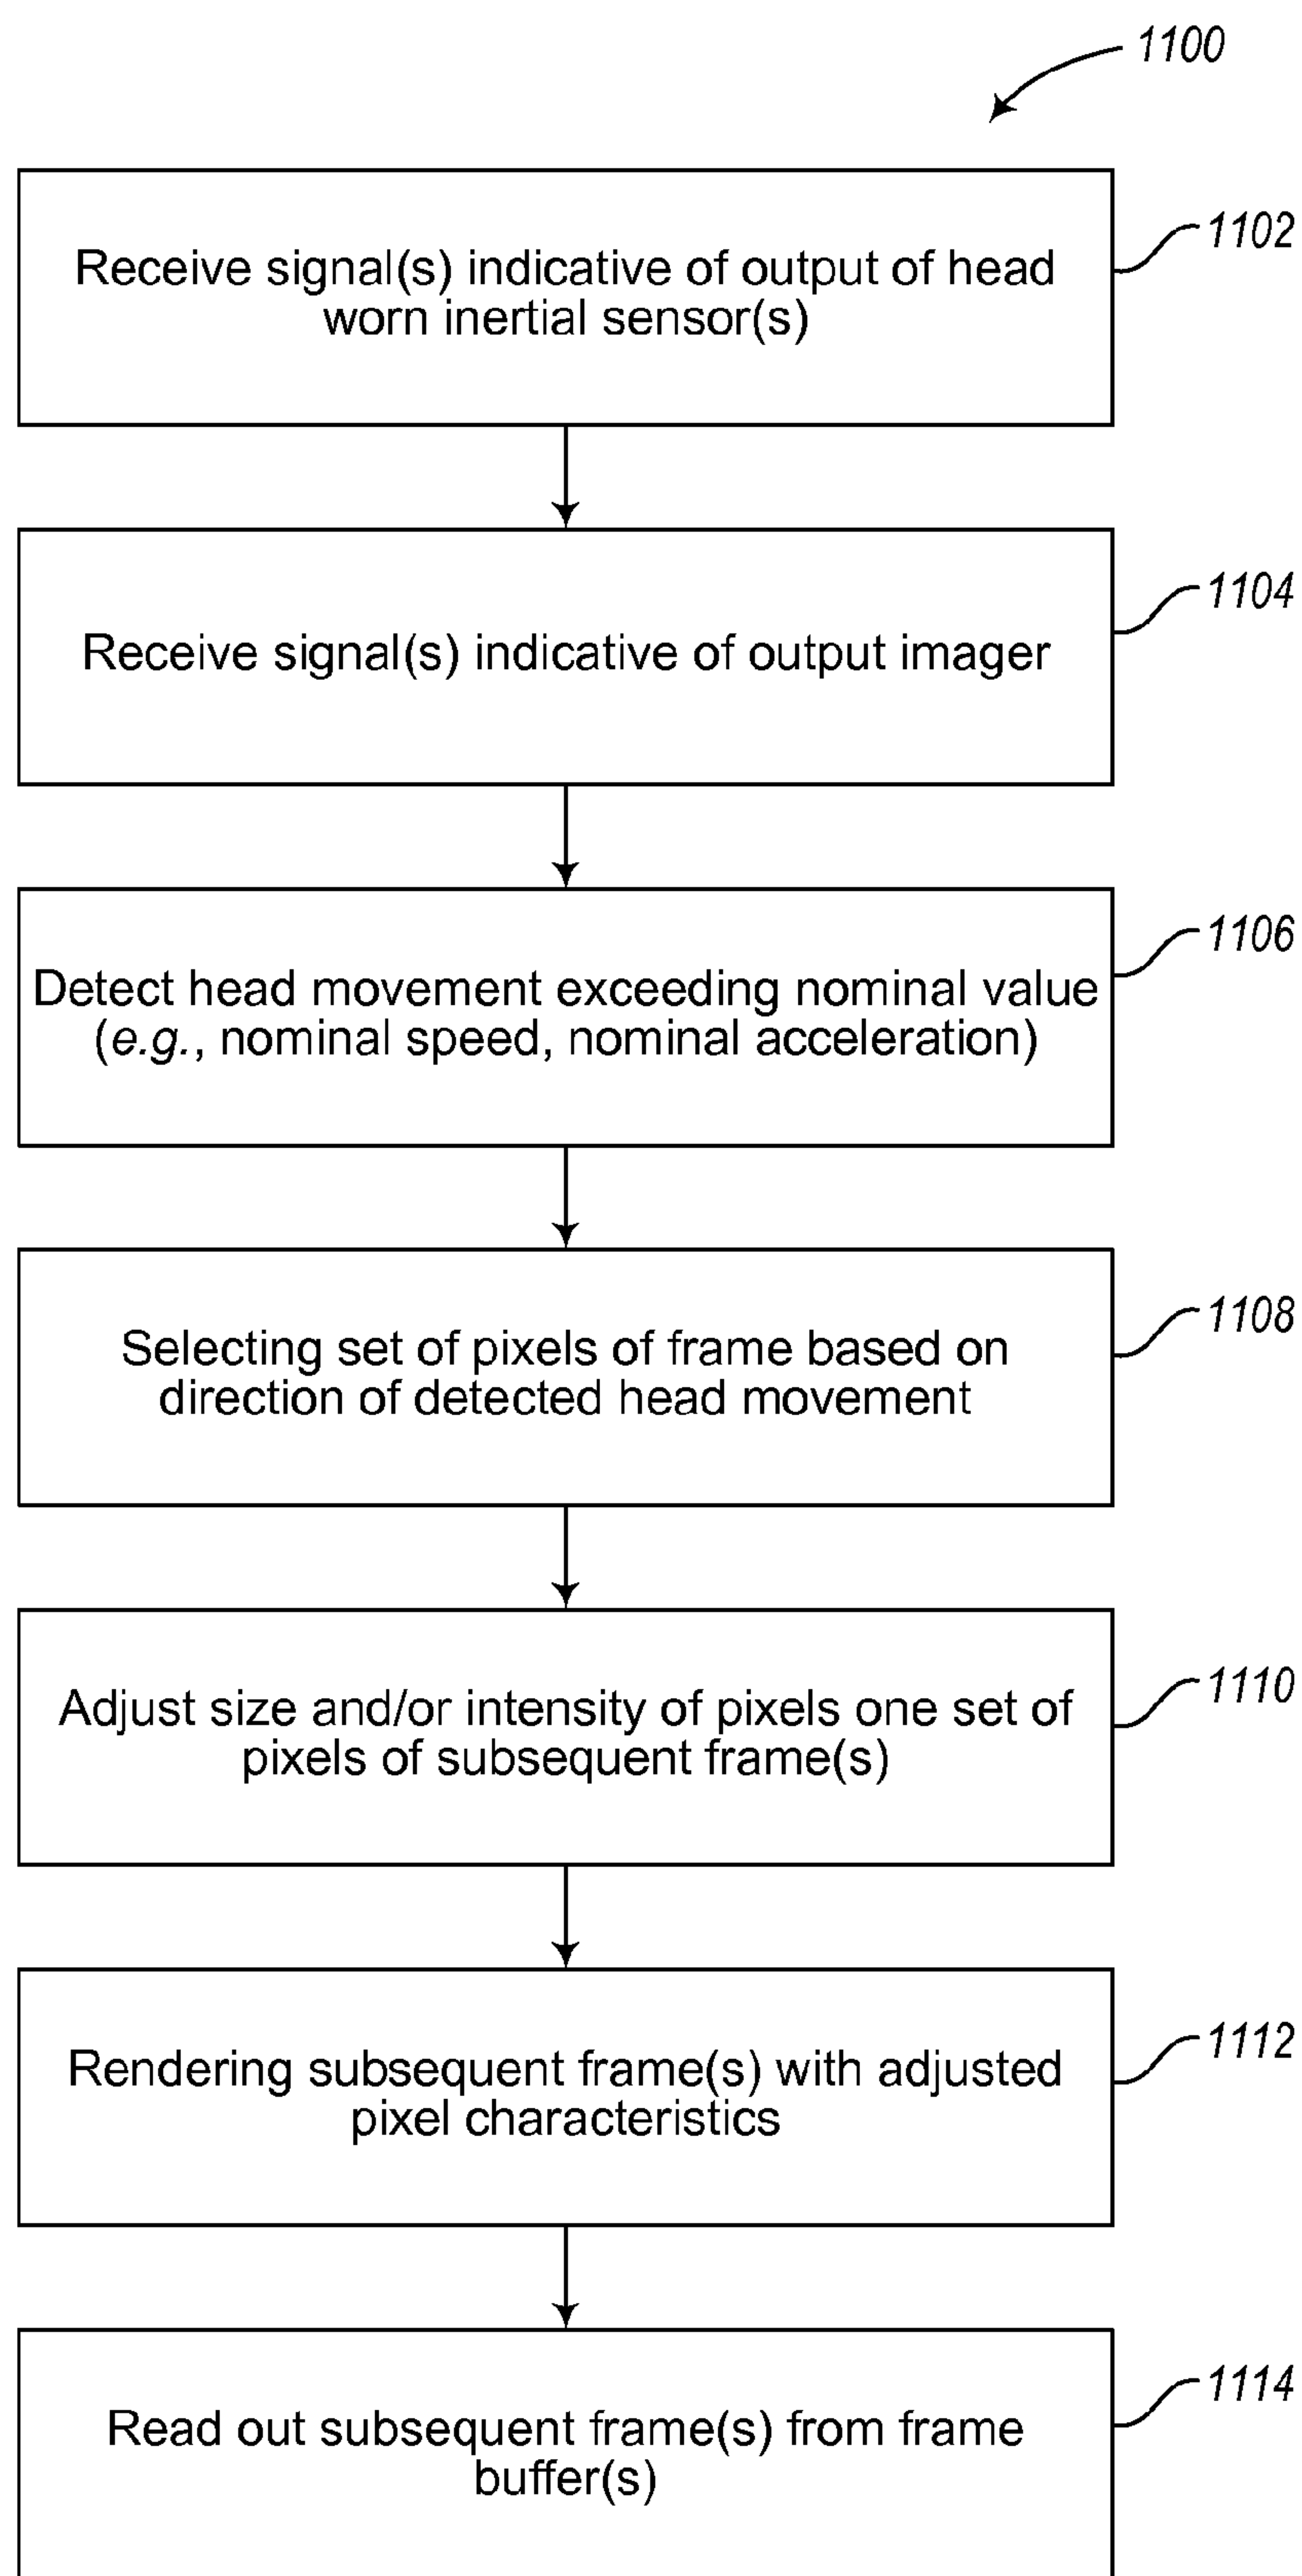 1100
Receive signal(s) indicative of output of head
worn inertial sensor(s)
1102
Receive signal(s) indicative of output imager
1104
Detect head movement exceeding nominal value
(e.g., nominal speed, nominal acceleration)
1106
Selecting set of pixels of frame based on
direction of detected head movement
1108
Adjust size and/or intensity of pixels one set of
pixels of subsequent frame(s)
1110
Rendering subsequent frame(s) with adjusted
pixel characteristics
1112
Read out subsequent frame(s) from frame
buffer(s)
1114